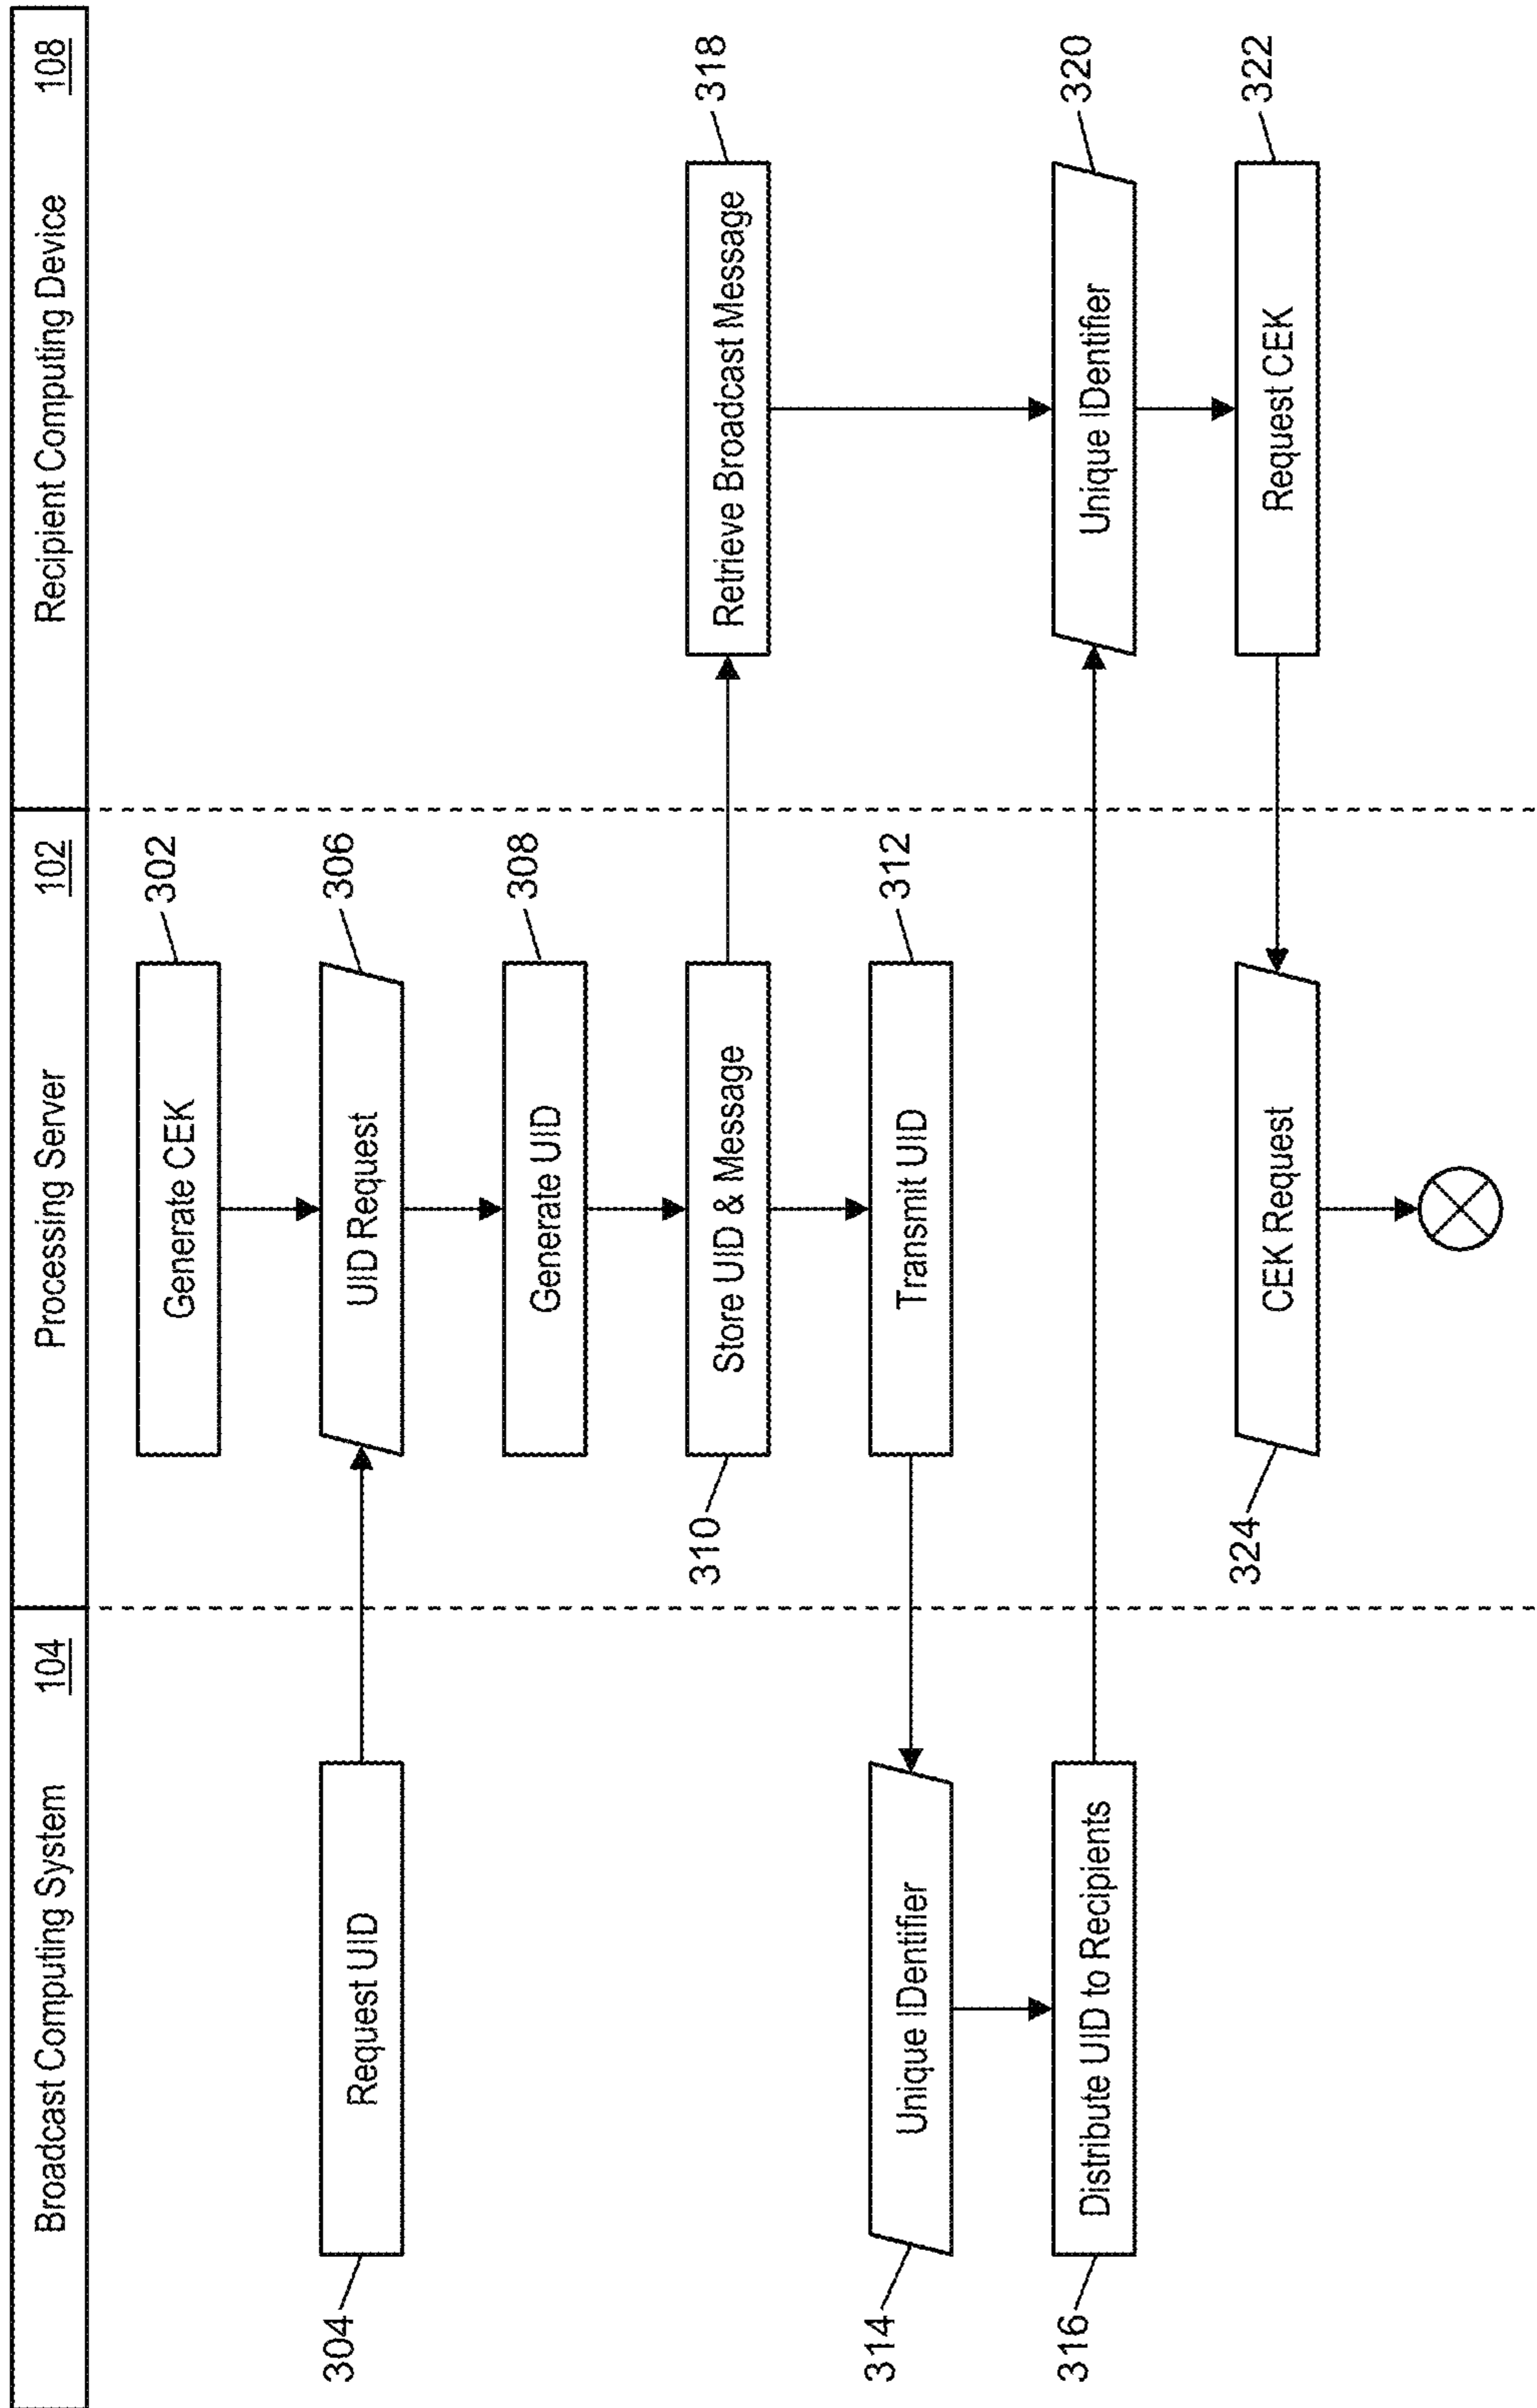 Broadcast Computing System 104
Processing Server 102
Recipient Computing Device 108
Generate CEK
302
304
Request UID
UID Request
306
Generate UID
308
310
Store UID & Message
Retrieve Broadcast Message
318
314
Unique IDentifier
Transmit UID
312
316
Distribute UID to Recipients
Unique IDentifier
320
324
CEK Request
Request CEK
322